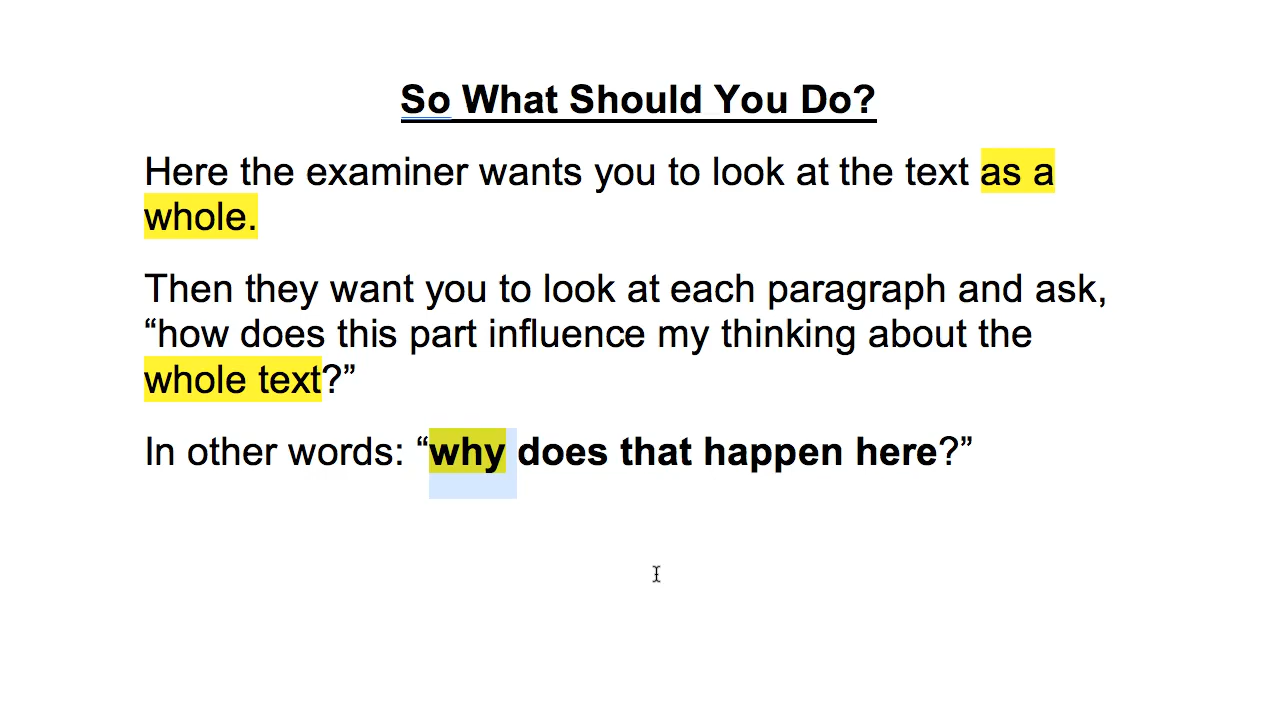 So What Should You Do?
Here the examiner wants you to look at the text as a
whole.
Then they want you to look at each paragraph and ask,
“how does this part influence my thinking about the
whole text?”
In other words: “why does that happen here?”